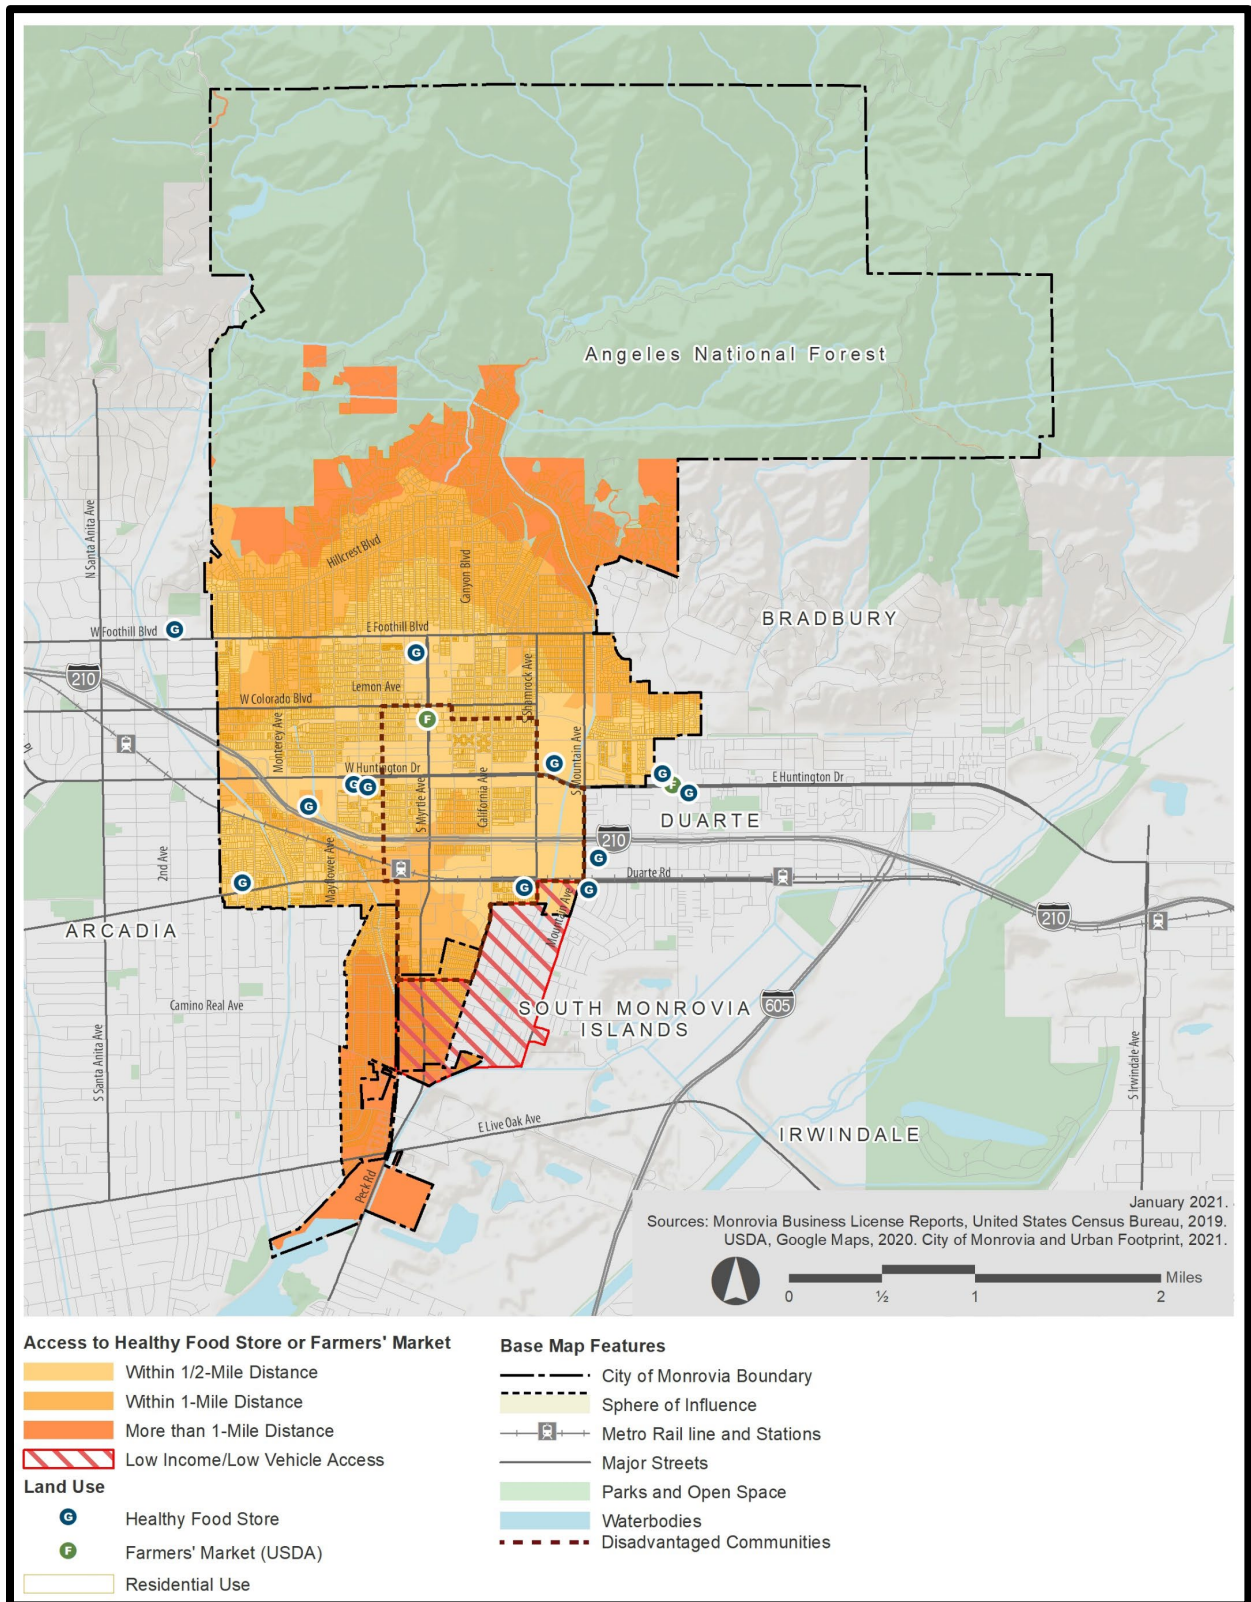 Angeles National Forest
N Santa Anita Ave
Hillcrest Blvd
Canyon Blvd
BRADBURY
W Foothill Blvd
G
E Foothill Blvd
G
210
Lemon Ave
S Shamrock Ave
W Colorado Blvd
F
Monterey Ave
S Mountain Ave
W Huntington Dr
G
G
G
G
F
G
E Huntington Dr
G
S Myrtle Ave
California Ave
DUARTE
210
2nd Ave
Mayflower Ave
G
Duarte Rd
G
G
G
210
Mountain Ave
ARCADIA
Camino Real Ave
SOUTH MONROVIA
ISLANDS
605
S Santa Anita Ave
S Irwindale Ave
E Live Oak Ave
IRWINDALE
Peck Rd
January 2021.
Sources: Monrovia Business License Reports, United States Census Bureau, 2019.
USDA, Google Maps, 2020. City of Monrovia and Urban Footprint, 2021.
Miles
0 ½ 1 2
Access to Healthy Food Store or Farmers' Market
Within 1/2-Mile Distance
Within 1-Mile Distance
More than 1-Mile Distance
Low Income/Low Vehicle Access
Land Use
G Healthy Food Store
F Farmers' Market (USDA)
Residential Use
Base Map Features
City of Monrovia Boundary
Sphere of Influence
Metro Rail line and Stations
Major Streets
Parks and Open Space
Waterbodies
Disadvantaged Communities